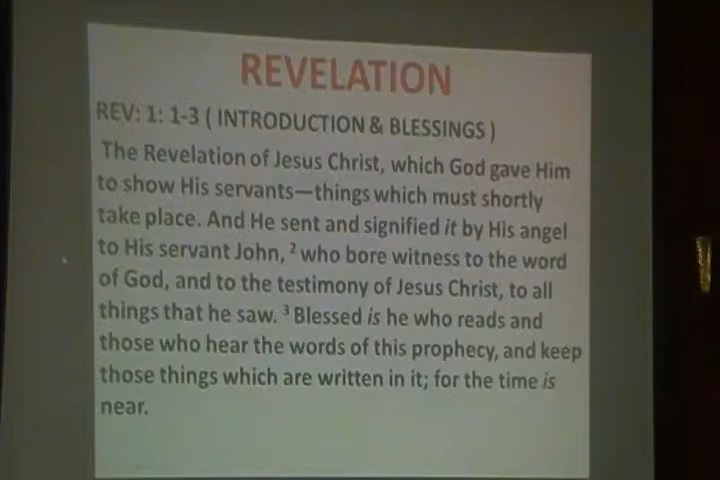 REVELATION
REV: 1: 1-3 ( INTRODUCTION & BLESSINGS )
The Revelation of Jesus Christ, which God gave Him
to show His servants—things which must shortly
take place. And He sent and signified it by His angel
to His servant John, ² who bore witness to the word
of God, and to the testimony of Jesus Christ, to all
things that he saw. ³ Blessed is he who reads and
those who hear the words of this prophecy, and keep
those things which are written in it; for the time is
near.